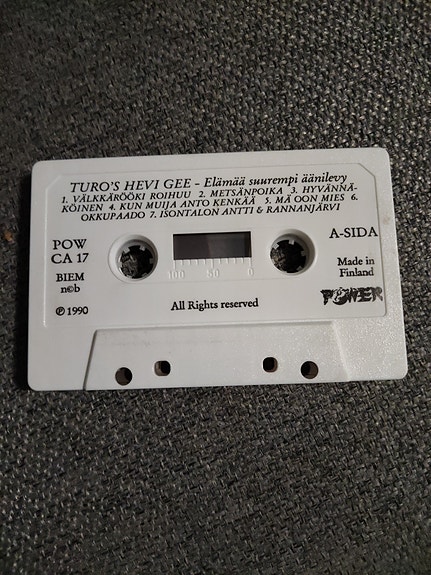 TURO'S HEVI GEE - Elämää suurempi äänilevy
1. VÄLKKÄRÖÖKI ROIHUU 2. METSÄNPOIKA 3. HYVÄNNÄ-
KÖINEN 4. KUN MUIJA ANTO KENKÄÄ 5. MÄ OON MIES 6.
OKKUPAADO 7. ISONTALON ANTTI & RANNANJÄRVI
POW
CA 17
A-SIDA
BIEM
n©b
Made in
Finland
100 50 0
℗ 1990
All Rights reserved
POWER